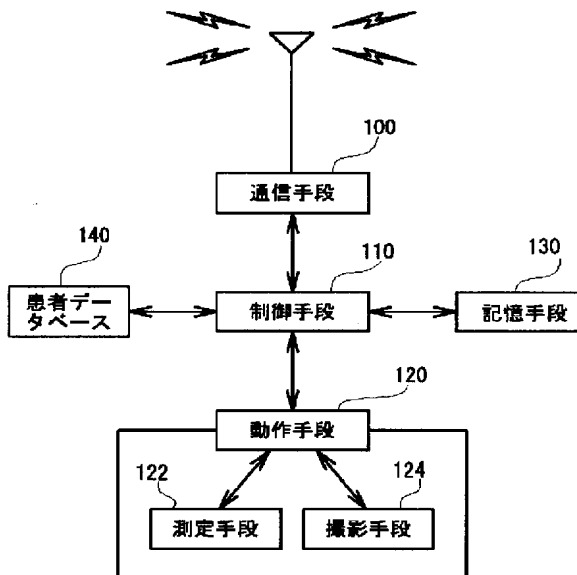 100
通信手段
140
110
130
患者デー
タベース
制御手段
記憶手段
120
動作手段
122
124
測定手段
撮影手段